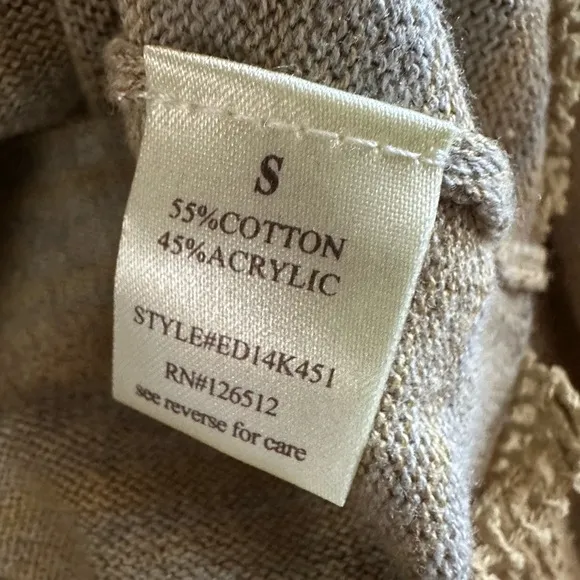 S
55%COTTON
45%ACRYLIC
STYLE#ED14K451
RN#126512
see reverse for care